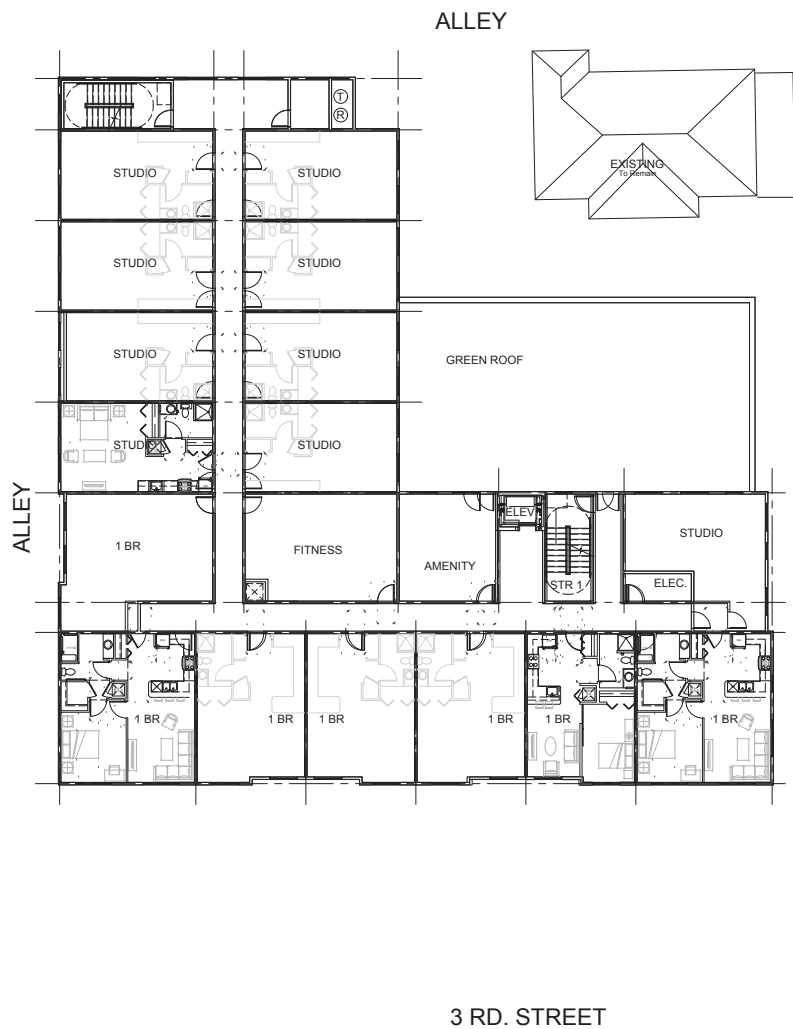 ALLEY
T
R
EXISTING
To Remain
STUDIO
STUDIO
STUDIO
STUDIO
STUDIO
STUDIO
GREEN ROOF
STUDIO
STUDIO
ALLEY
ELEV
STUDIO
1 BR
FITNESS
AMENITY
STR 1
ELEC.
1 BR
1 BR
1 BR
1 BR
1 BR
1 BR
3 RD. STREET